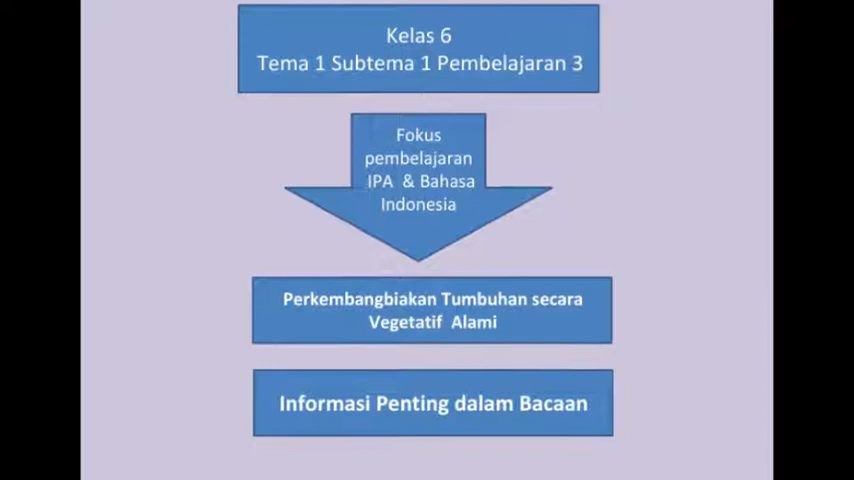 Kelas 6
Tema 1 Subtema 1 Pembelajaran 3
Fokus
pembelajaran
IPA & Bahasa
Indonesia
Perkembangbiakan Tumbuhan secara
Vegetatif Alami
Informasi Penting dalam Bacaan